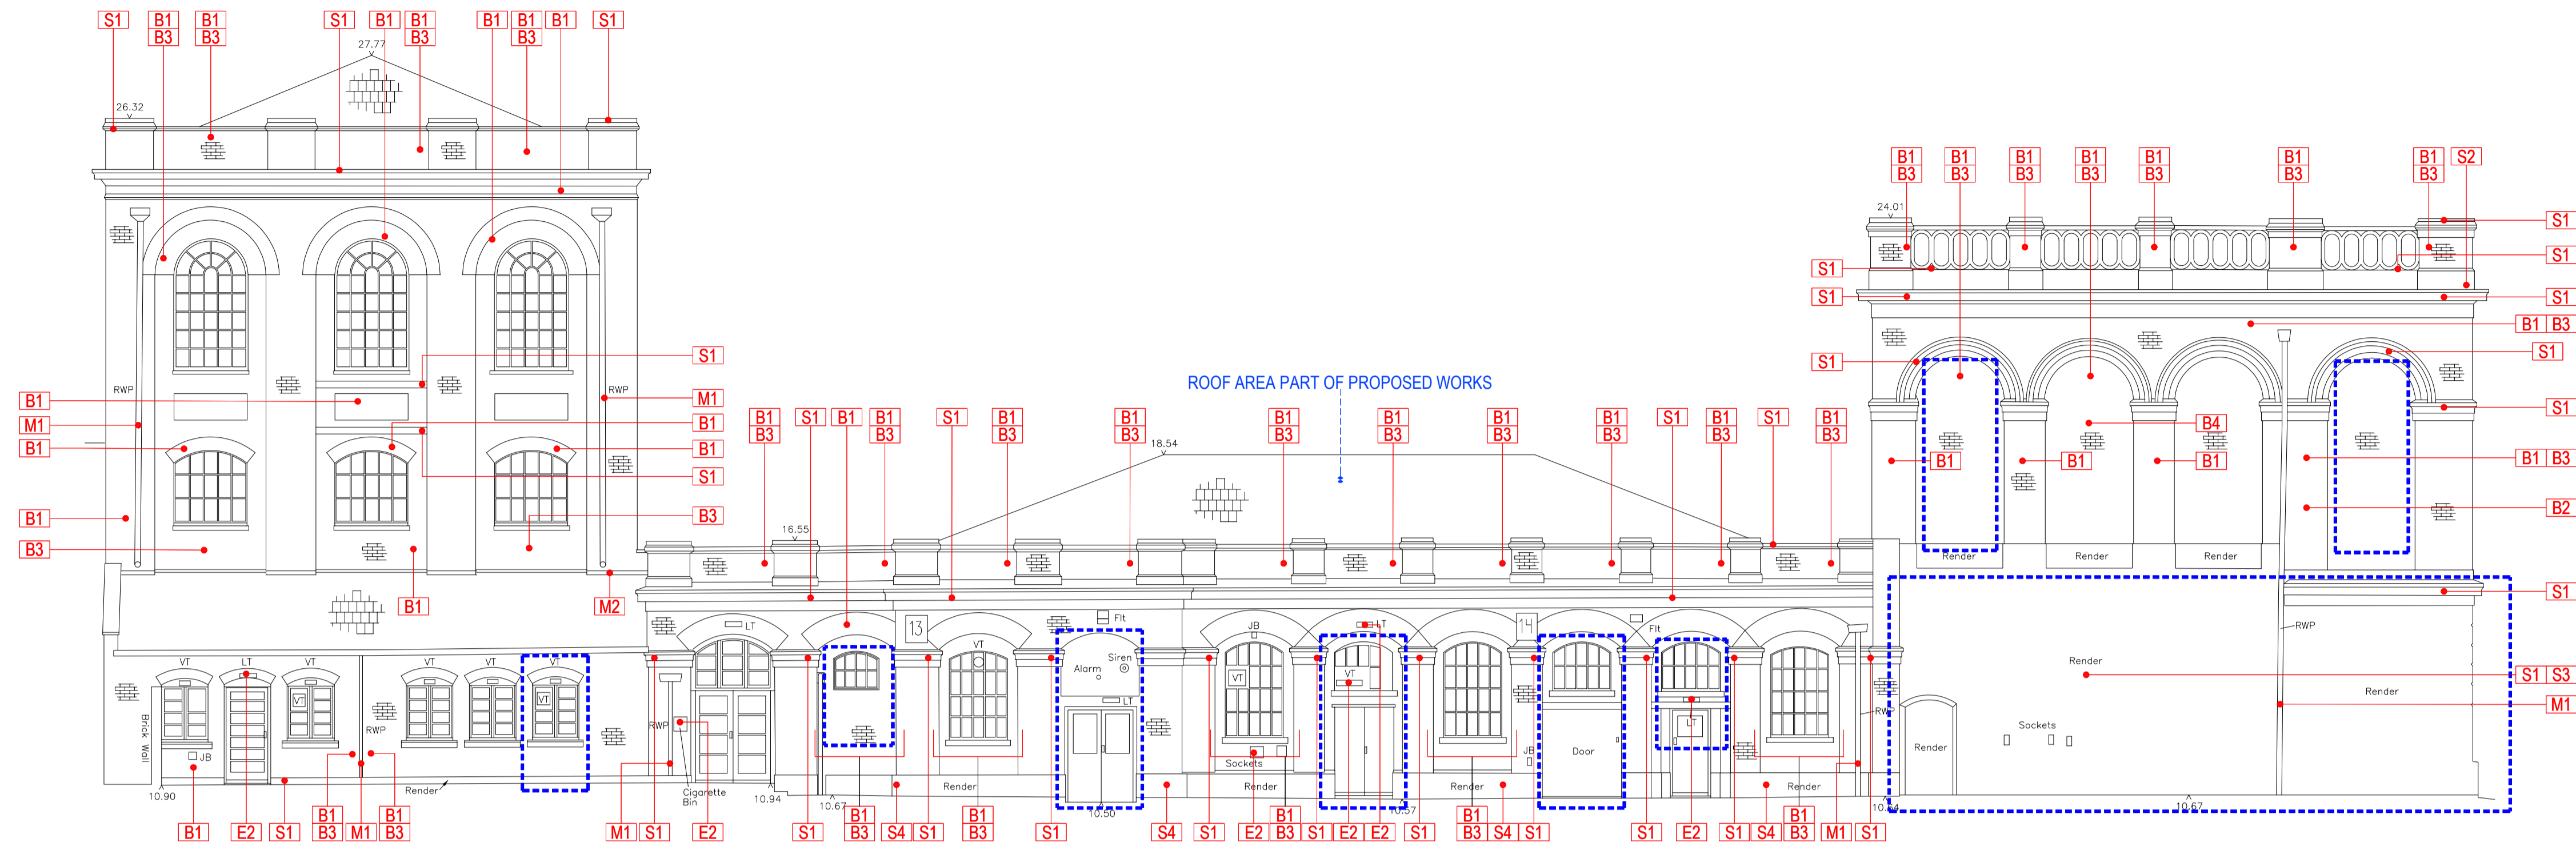 S1 B1 B1 S1 B1 B1 B1 B1 B1 S1
B3 B3 B3 B3
27.77
26.32
B1 B1 B1 B1 B1 B1 B1 S2
B3 B3 B3 B3 B3 B3 B3
24.01
S1
S1
S1
S1
S1
B1 B3
S1
S1
S1
ROOF AREA PART OF PROPOSED WORKS
RWP
RWP
B1
M1
M1
S1
B1
B1
B1
S1
B1
B3
B3
B1
M2
B1 S1 B1 B1 S1 B1 B1 B1 B1 B1 B1 S1 B1 S1 B1
B3 B3 B3 B3 B3 B3 B3 B3 B3 B3
18.54
16.55
B4
B1 B1 B1
B1 B3
B2
Render Render Render
S1
13
14
LT
Flt
JB
LT
Flt
RWP
VT LT VT VT VT VT
VT
VT
VT
VT
VT
Alarm
Siren
LT
LT
Render
Render
S1 S3
M1
Brick Wall
RWP
RWP
RWP
JB
Sockets
JB
Door
Sockets
Render
Render
Cigarette
Bin
Render
Render
Render
Render
10.90
10.94
10.67
10.50
10.57
10.64
10.67
B1 E2 S1 B1 M1 B1 M1 S1 E2 S1 B1 S4 S1 B1 S1 S4 S1 E2 B1 S1 E2 E2 S1 B1 S4 S1 S1 E2 S1 S4 B1 M1 S1
B3 B3 B3 B3 B3 B3 B3